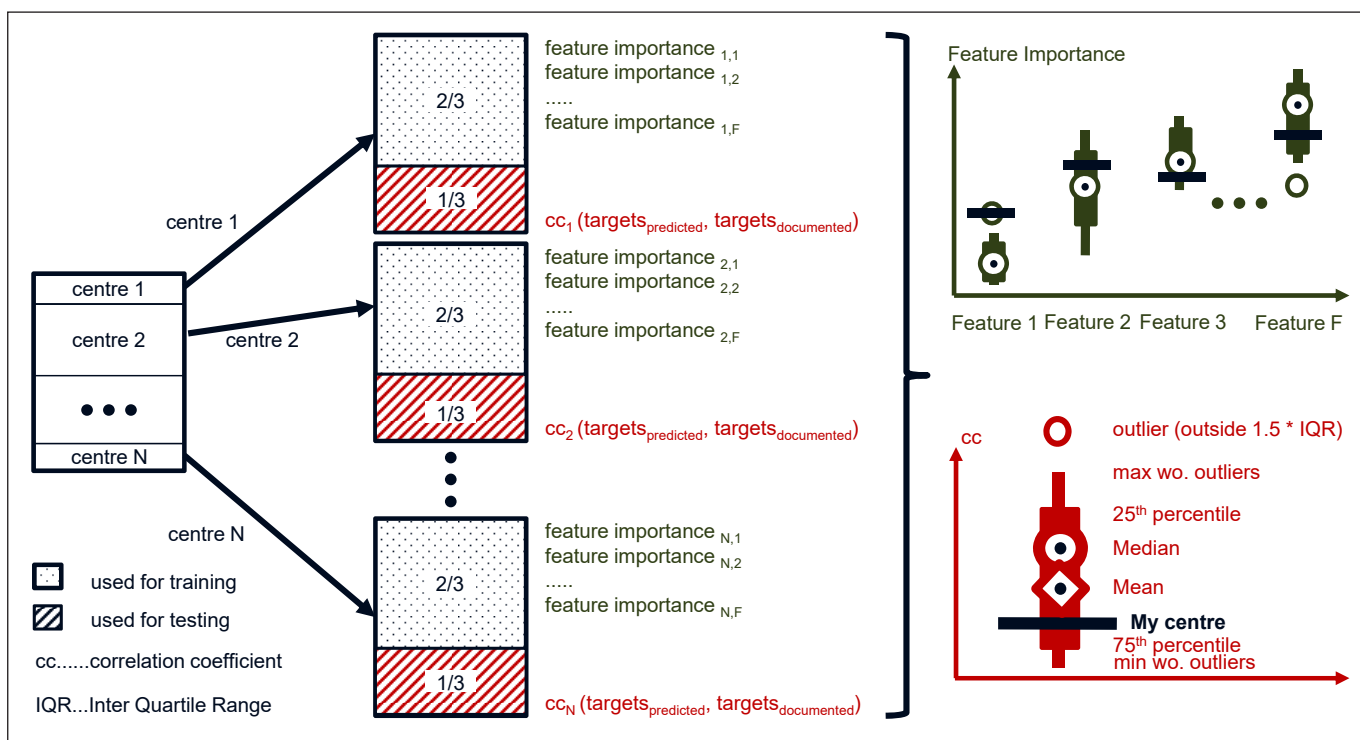 centre 1
centre 2
centre N
used for training
used for testing
cc......correlation coefficient
IQR...Inter Quartile Range
centre 1
centre 2
centre N
2/3
1/3
feature importance 1,1
feature importance 1,2
.....
feature importance 1,F
cc1 (targetspredicted, targetsdocumented)
2/3
1/3
feature importance 2,1
feature importance 2,2
.....
feature importance 2,F
cc2 (targetspredicted, targetsdocumented)
2/3
1/3
feature importance N,1
feature importance N,2
.....
feature importance N,F
ccN (targetspredicted, targetsdocumented)
Feature Importance
Feature 1 Feature 2 Feature 3 Feature F
cc
outlier (outside 1.5 * IQR)
max wo. outliers
25th percentile
Median
Mean
My centre
75th percentile
min wo. outliers